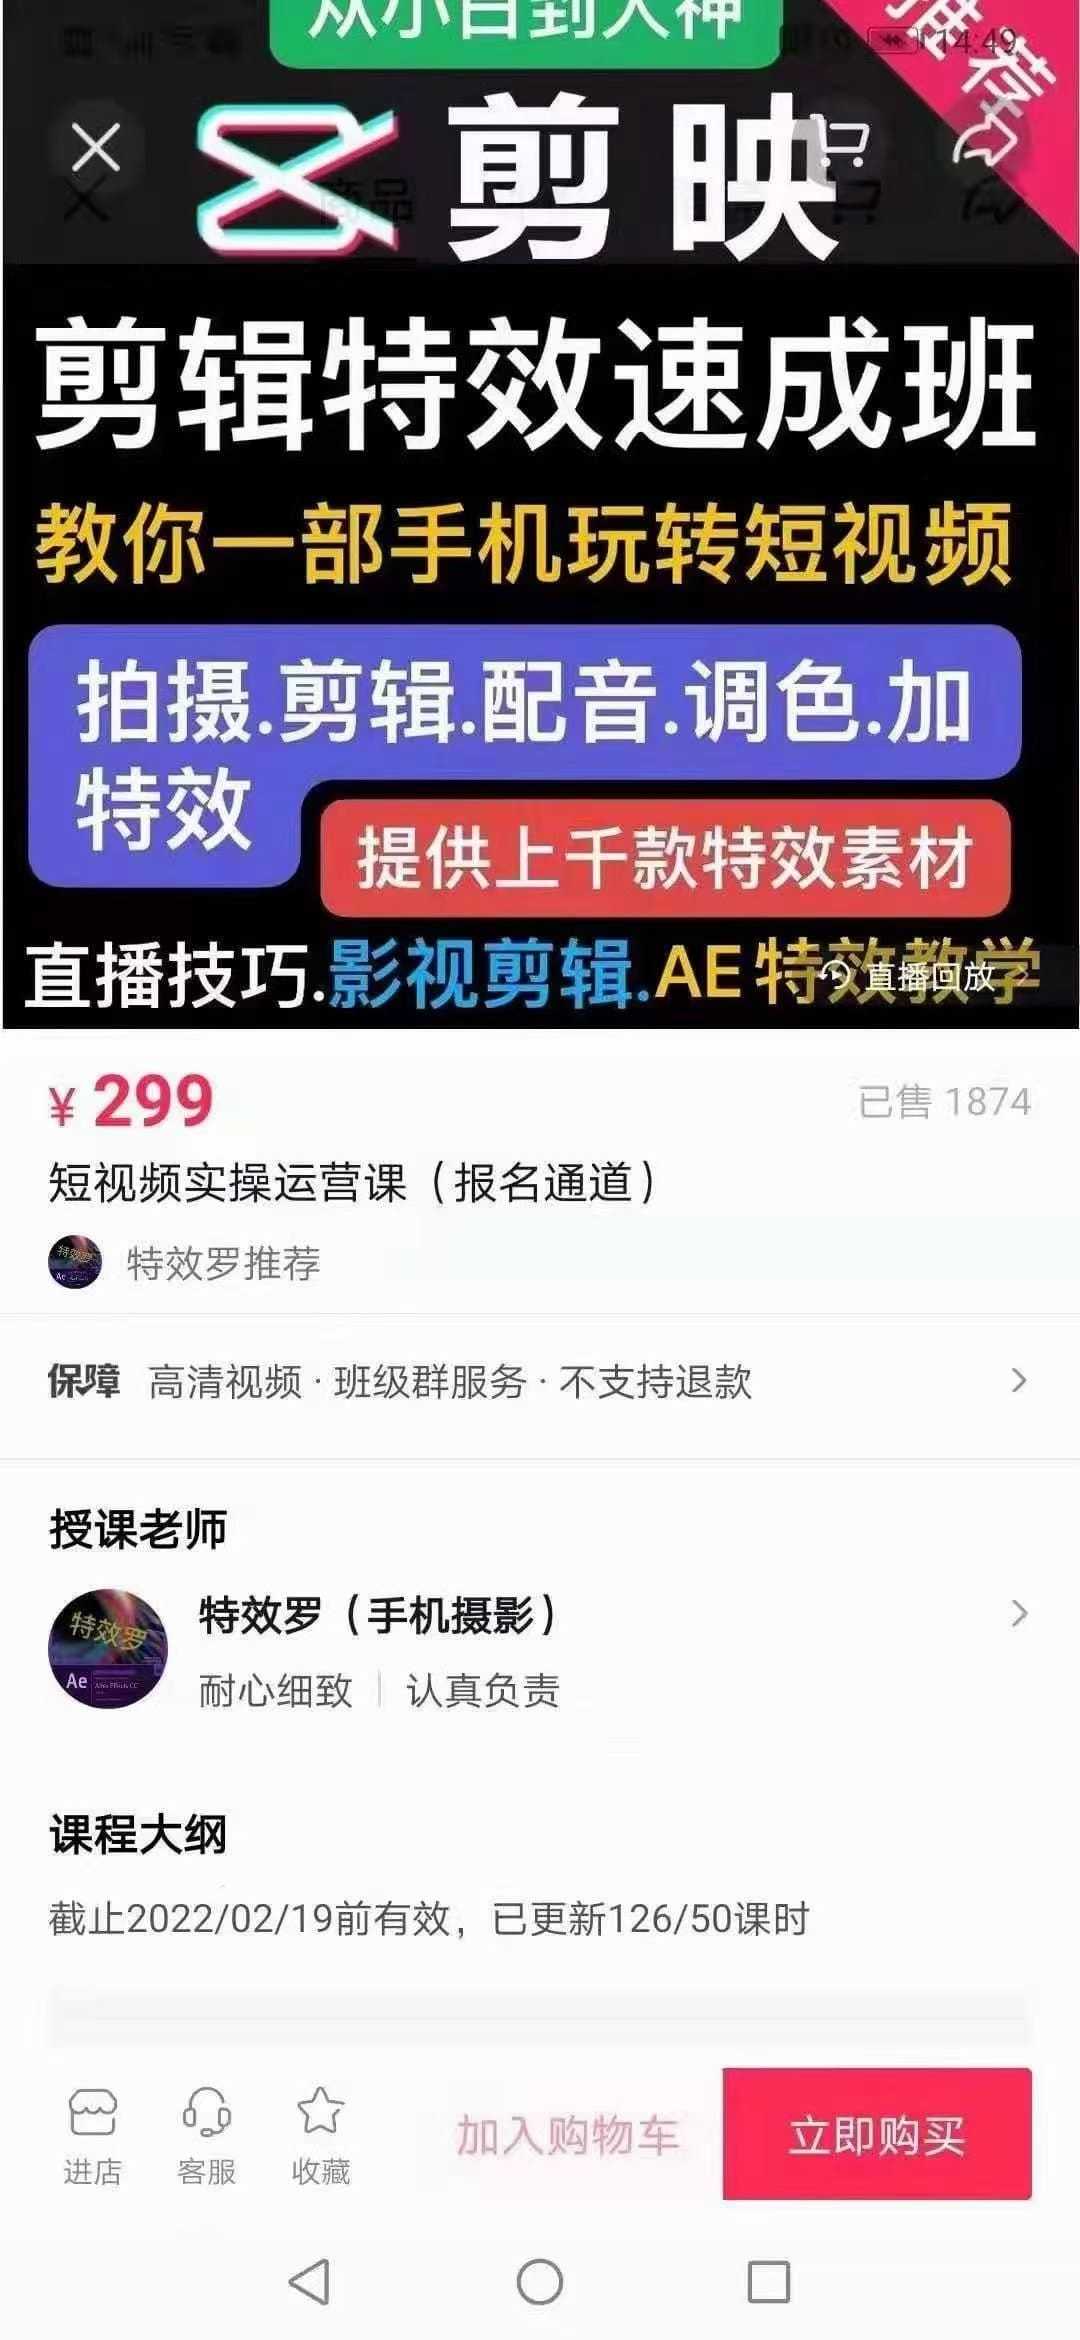 从小白到大神
14:49
推荐
剪映
商品
剪辑特效速成班
教你一部手机玩转短视频
拍摄.剪辑.配音.调色.加
特效
提供上千款特效素材
直播技巧.影视剪辑.AE特效教学
直播回放
¥299
已售 1874
短视频实操运营课（报名通道）
特效罗推荐
保障 高清视频·班级群服务·不支持退款
授课老师
特效罗
Ae
特效罗（手机摄影）
耐心细致｜认真负责
课程大纲
截止2022/02/19前有效，已更新126/50课时
进店
客服
收藏
加入购物车
立即购买